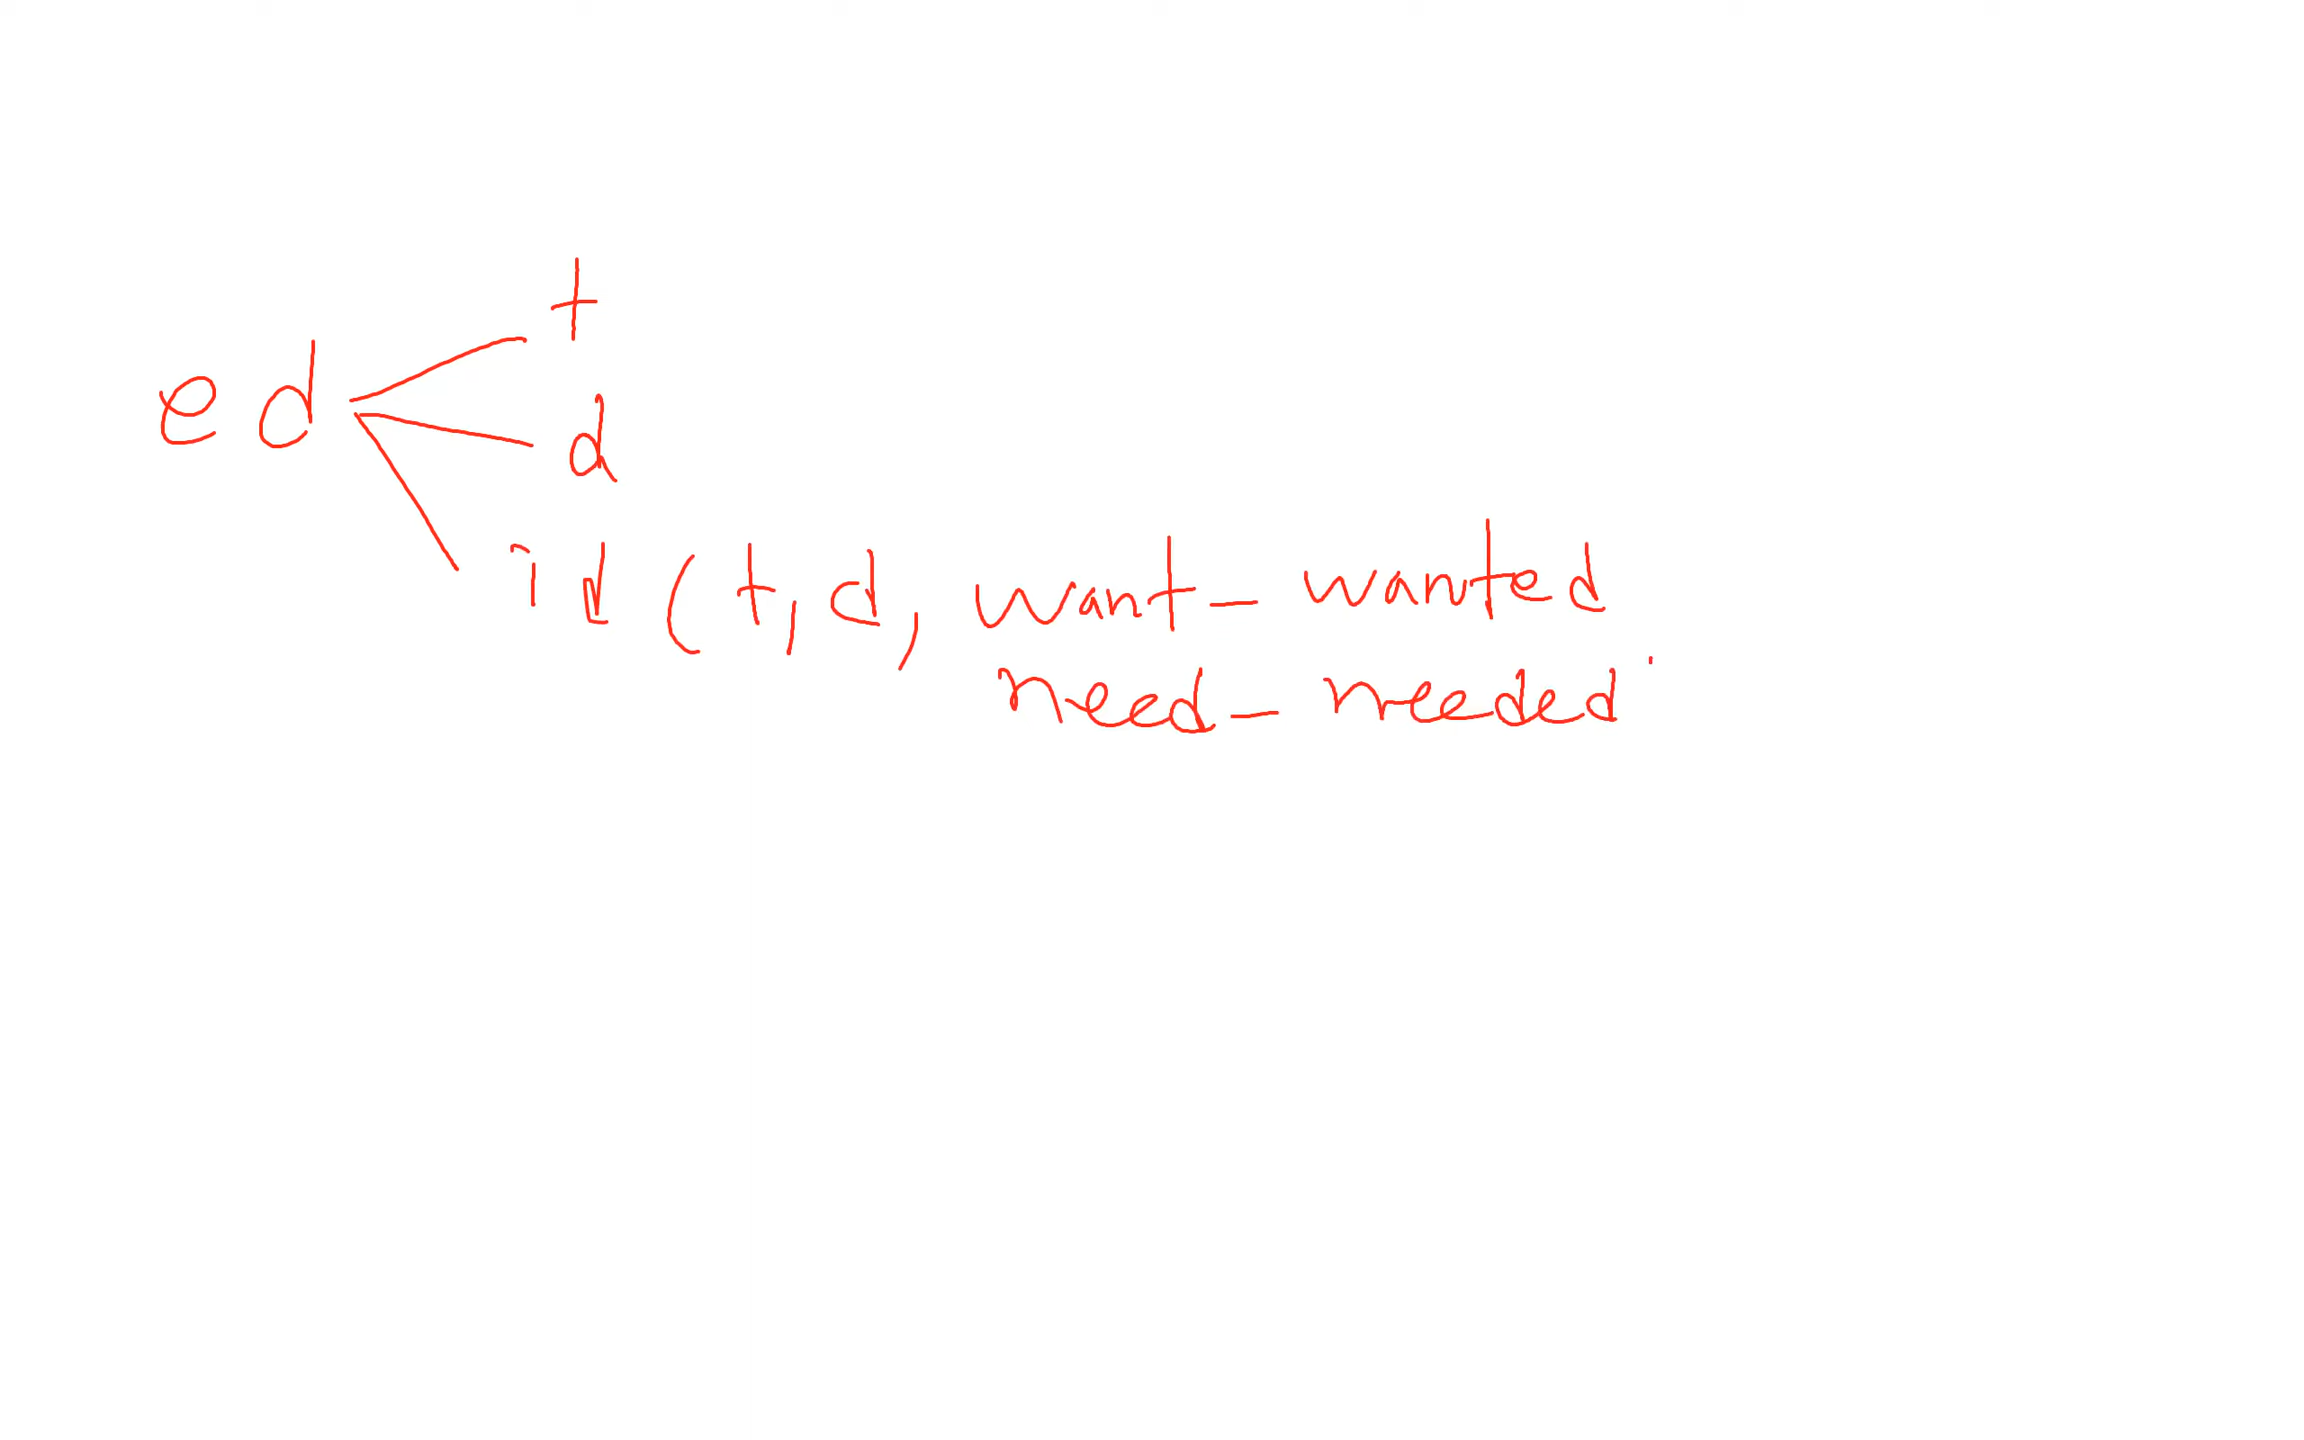 t
ed
d
id (t, d, want - wanted
need - needed